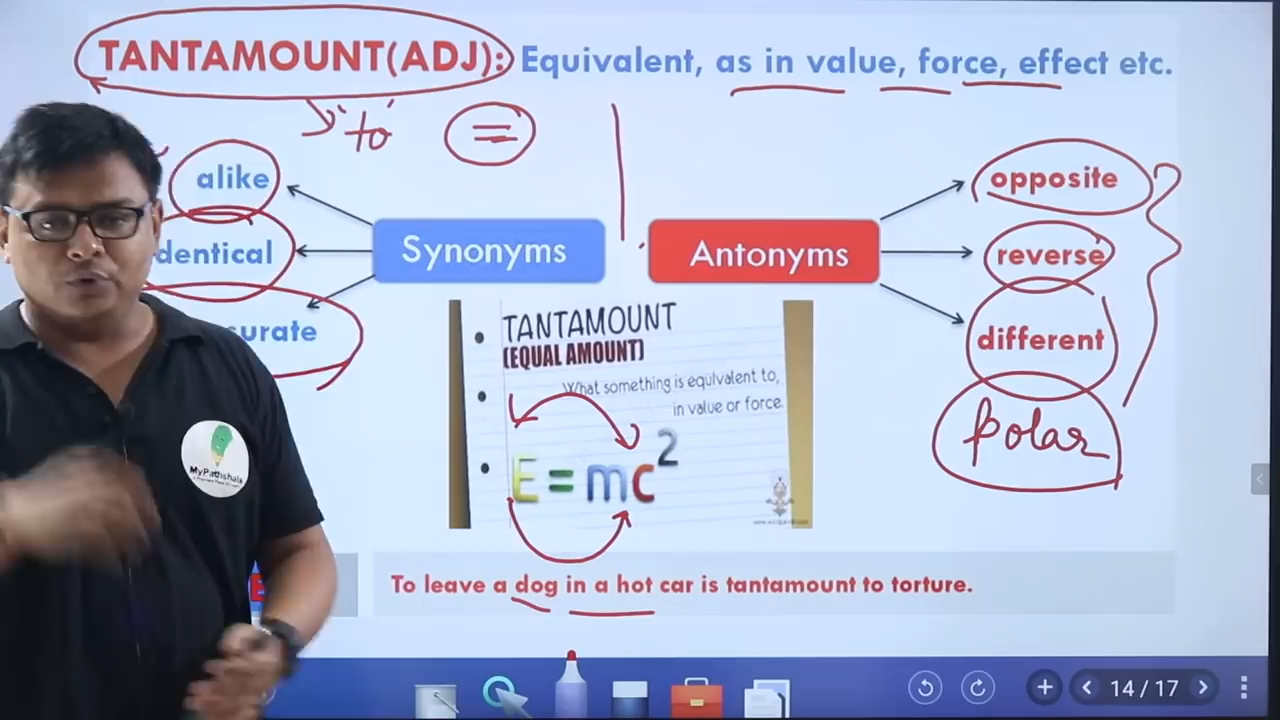 TANTAMOUNT(ADJ): Equivalent, as in value, force, effect etc.
'to' =
alike
dentical
surate
Synonyms
Antonyms
opposite
reverse
different
polar
TANTAMOUNT
(EQUAL AMOUNT)
What something is equivalent to,
in value or force.
E = mc2
MyPathshala
To leave a dog in a hot car is tantamount to torture.
14 / 17